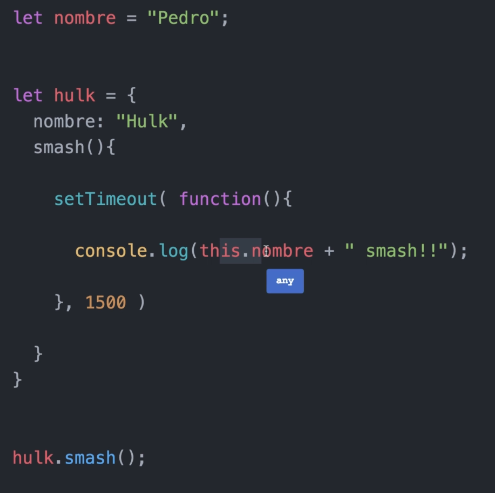 let nombre = "Pedro";
let hulk = {
nombre: "Hulk",
smash(){
setTimeout( function(){
console.log(this.nombre + " smash!!");
any
}, 1500 )
}
}
hulk.smash();